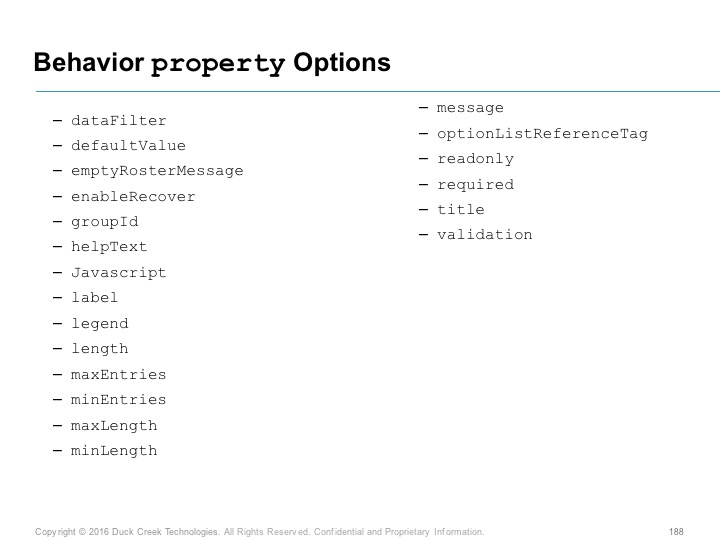 Behavior property Options
– dataFilter
– defaultValue
– emptyRosterMessage
– enableRecover
– groupId
– helpText
– Javascript
– label
– legend
– length
– maxEntries
– minEntries
– maxLength
– minLength
– message
– optionListReferenceTag
– readonly
– required
– title
– validation
Copyright © 2016 Duck Creek Technologies. All Rights Reserved. Confidential and Proprietary Information.
188